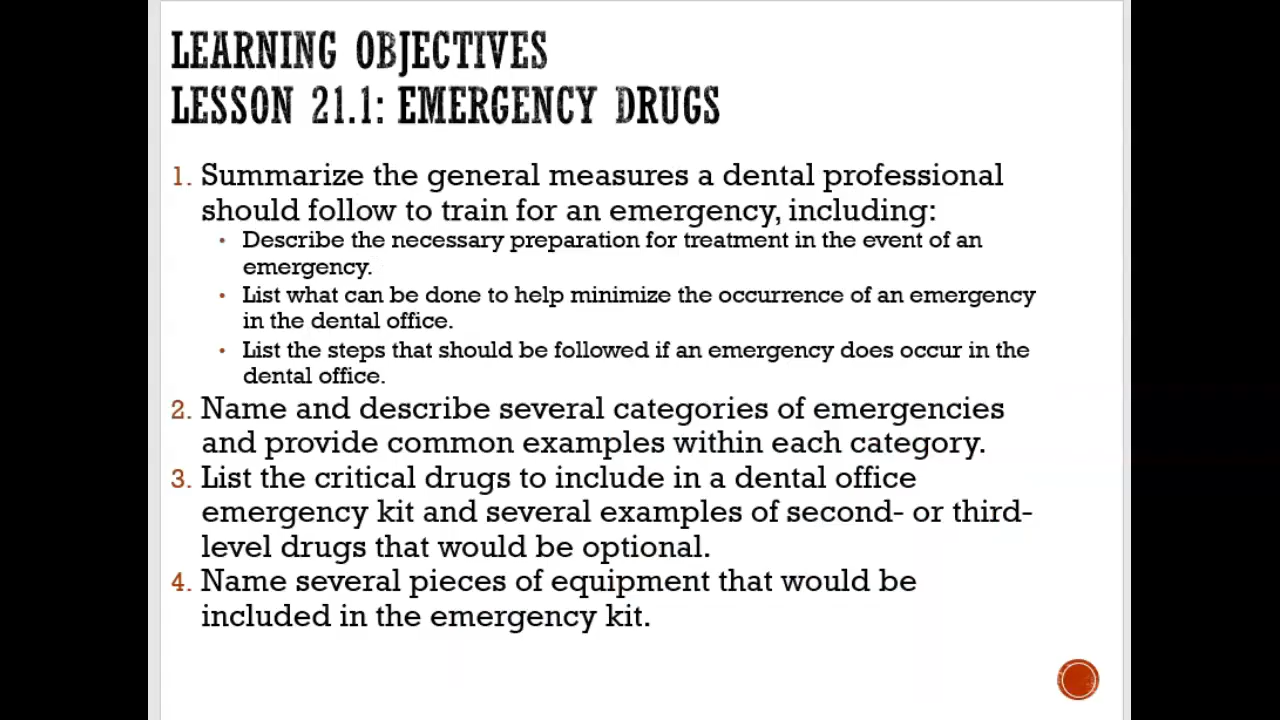 LEARNING OBJECTIVES
LESSON 21.1: EMERGENCY DRUGS
1. Summarize the general measures a dental professional
should follow to train for an emergency, including:
• Describe the necessary preparation for treatment in the event of an
emergency.
• List what can be done to help minimize the occurrence of an emergency
in the dental office.
• List the steps that should be followed if an emergency does occur in the
dental office.
2. Name and describe several categories of emergencies
and provide common examples within each category.
3. List the critical drugs to include in a dental office
emergency kit and several examples of second- or third-
level drugs that would be optional.
4. Name several pieces of equipment that would be
included in the emergency kit.